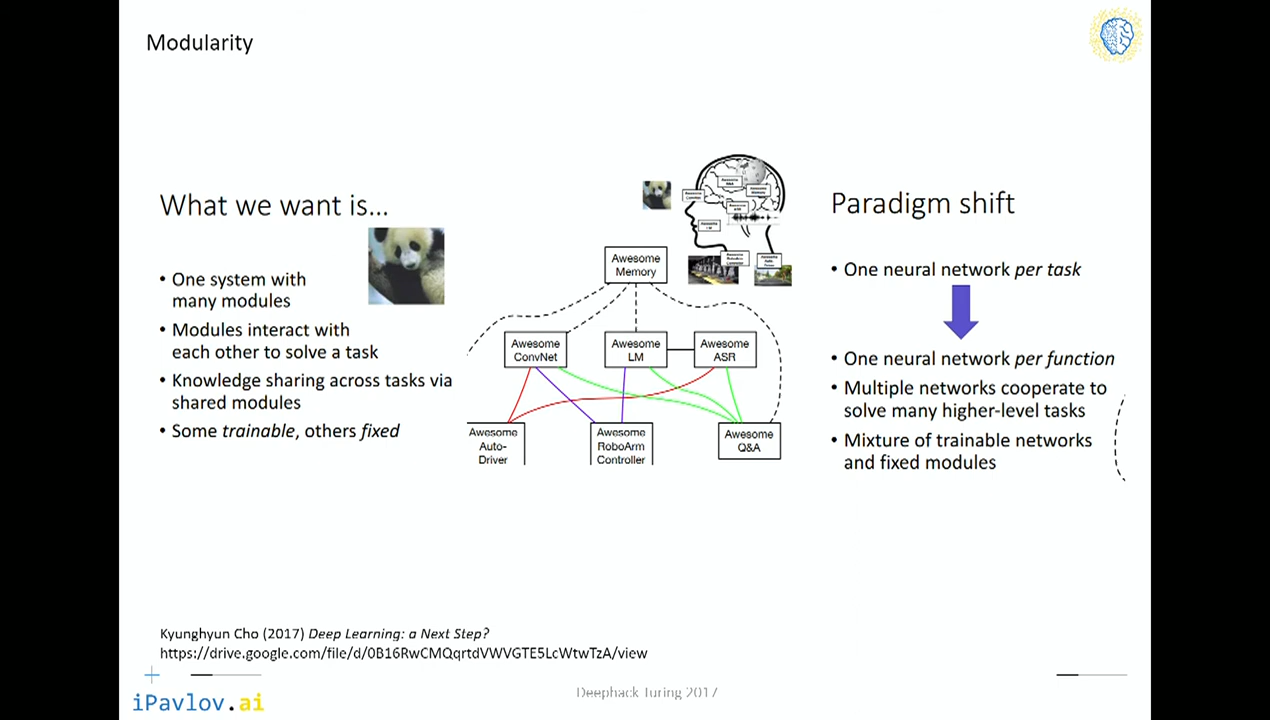 Modularity
What we want is...
• One system with
many modules
• Modules interact with
each other to solve a task
• Knowledge sharing across tasks via
shared modules
• Some trainable, others fixed
Awesome
Memory
Awesome
ConvNet
Awesome
LM
Awesome
ASR
Awesome
Auto-
Driver
Awesome
RoboArm
Controller
Awesome
Q&A
Paradigm shift
• One neural network per task
• One neural network per function
• Multiple networks cooperate to
solve many higher-level tasks
• Mixture of trainable networks
and fixed modules
Kyunghyun Cho (2017) Deep Learning: a Next Step?
https://drive.google.com/file/d/0B16RwCMQqrtdVWVGTE5LcWtwTzA/view
iPavlov.ai
Deephack Turing 2017